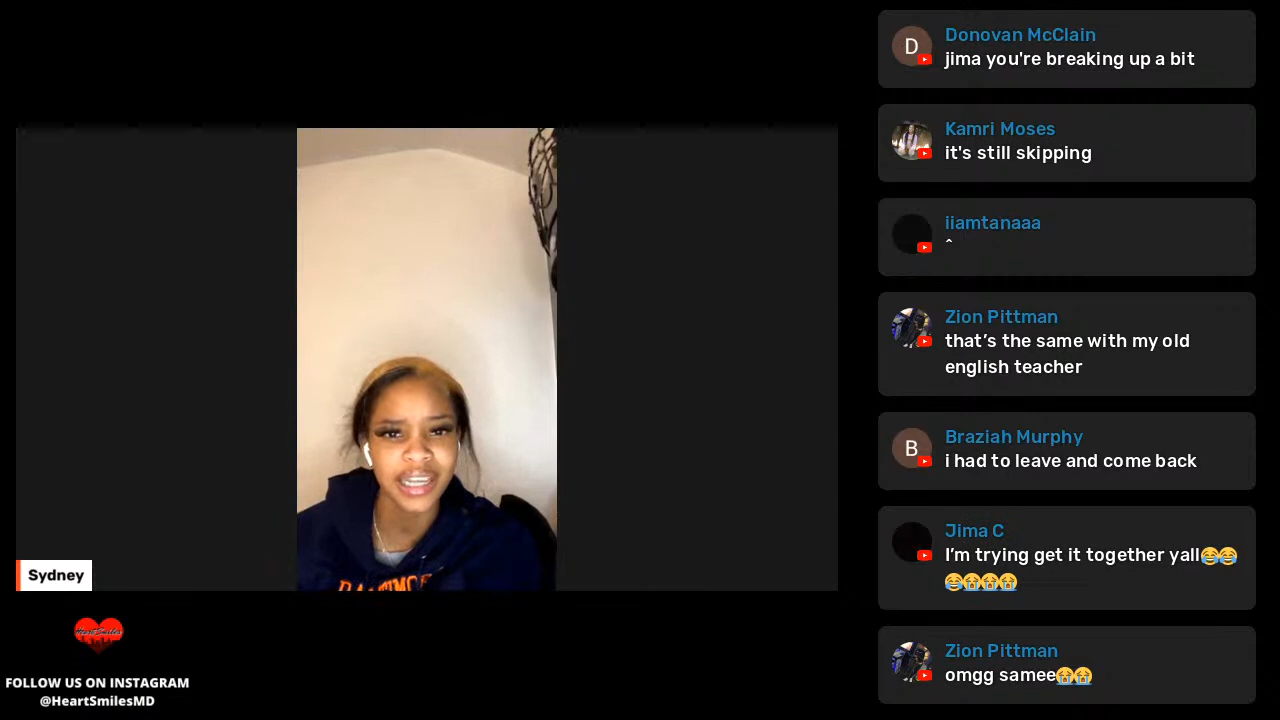 Donovan McClain
jima you're breaking up a bit
Kamri Moses
it's still skipping
iiamtanaaa
^
Zion Pittman
that’s the same with my old
english teacher
Braziah Murphy
i had to leave and come back
Jima C
I’m trying get it together yall😂😂
😂😭😭😭
Zion Pittman
omgg samee😭😭
D
B
BALTIMORE
Sydney
HeartSmiles
FOLLOW US ON INSTAGRAM
@HeartSmilesMD